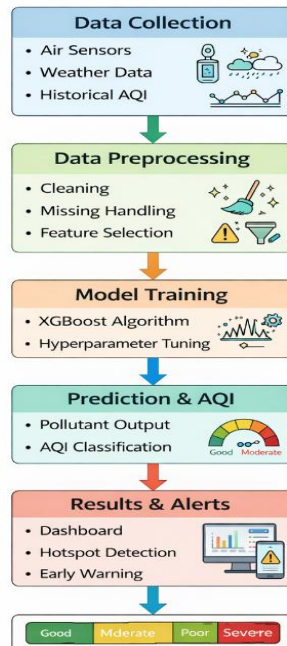 Data Collection
• Air Sensors
• Weather Data
• Historical AQI
Data Preprocessing
• Cleaning
• Missing Handling
• Feature Selection
Model Training
• XGBoost Algorithm
• Hyperparameter Tuning
Prediction & AQI
• Pollutant Output
• AQI Classification
Good Moderate
Results & Alerts
• Dashboard
• Hotspot Detection
• Early Warning
Good Mderate Poor Severe